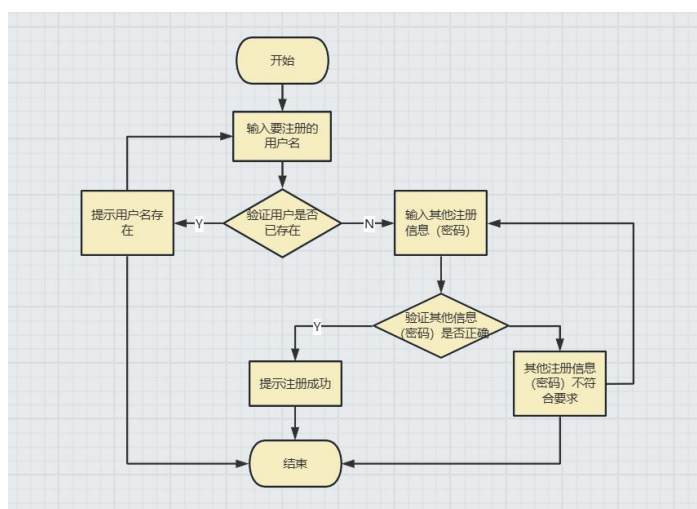 开始
输入要注册的
用户名
提示用户名存
在
Y
验证用户是否
已存在
N
输入其他注册
信息（密码）
验证其他信息
（密码）是否正确
Y
提示注册成功
其他注册信息
（密码）不符
合要求
结束